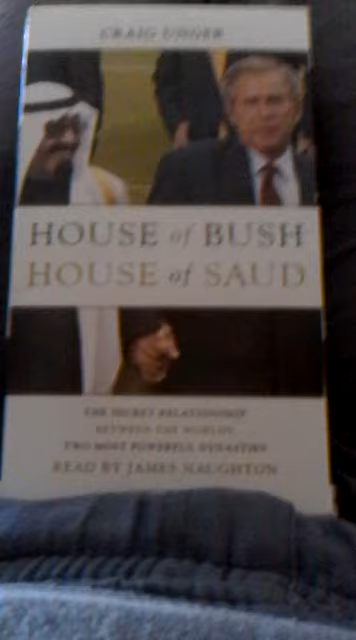 CRAIG UNGER
HOUSE of BUSH
HOUSE of SAUD
THE SECRET RELATIONSHIP
BETWEEN THE WORLD'S
TWO MOST POWERFUL DYNASTIES
READ BY JAMES NAUGHTON